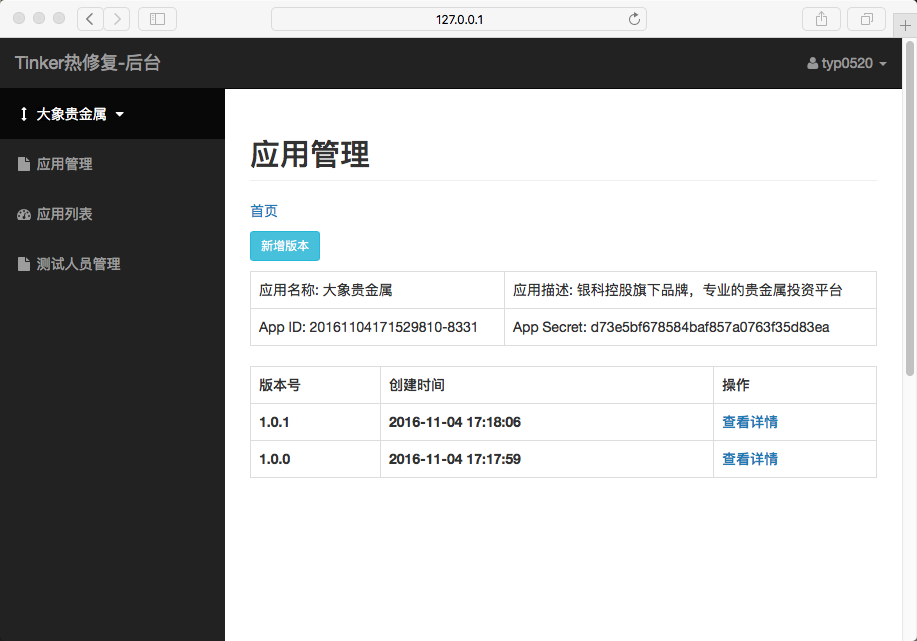 127.0.0.1
Tinker热修复-后台
typ0520
大象贵金属
应用管理
应用列表
测试人员管理
应用管理
首页
新增版本
应用名称: 大象贵金属
应用描述: 银科控股旗下品牌，专业的贵金属投资平台
App ID: 20161104171529810-8331
App Secret: d73e5bf678584baf857a0763f35d83ea
版本号 创建时间 操作
1.0.1 2016-11-04 17:18:06 查看详情
1.0.0 2016-11-04 17:17:59 查看详情